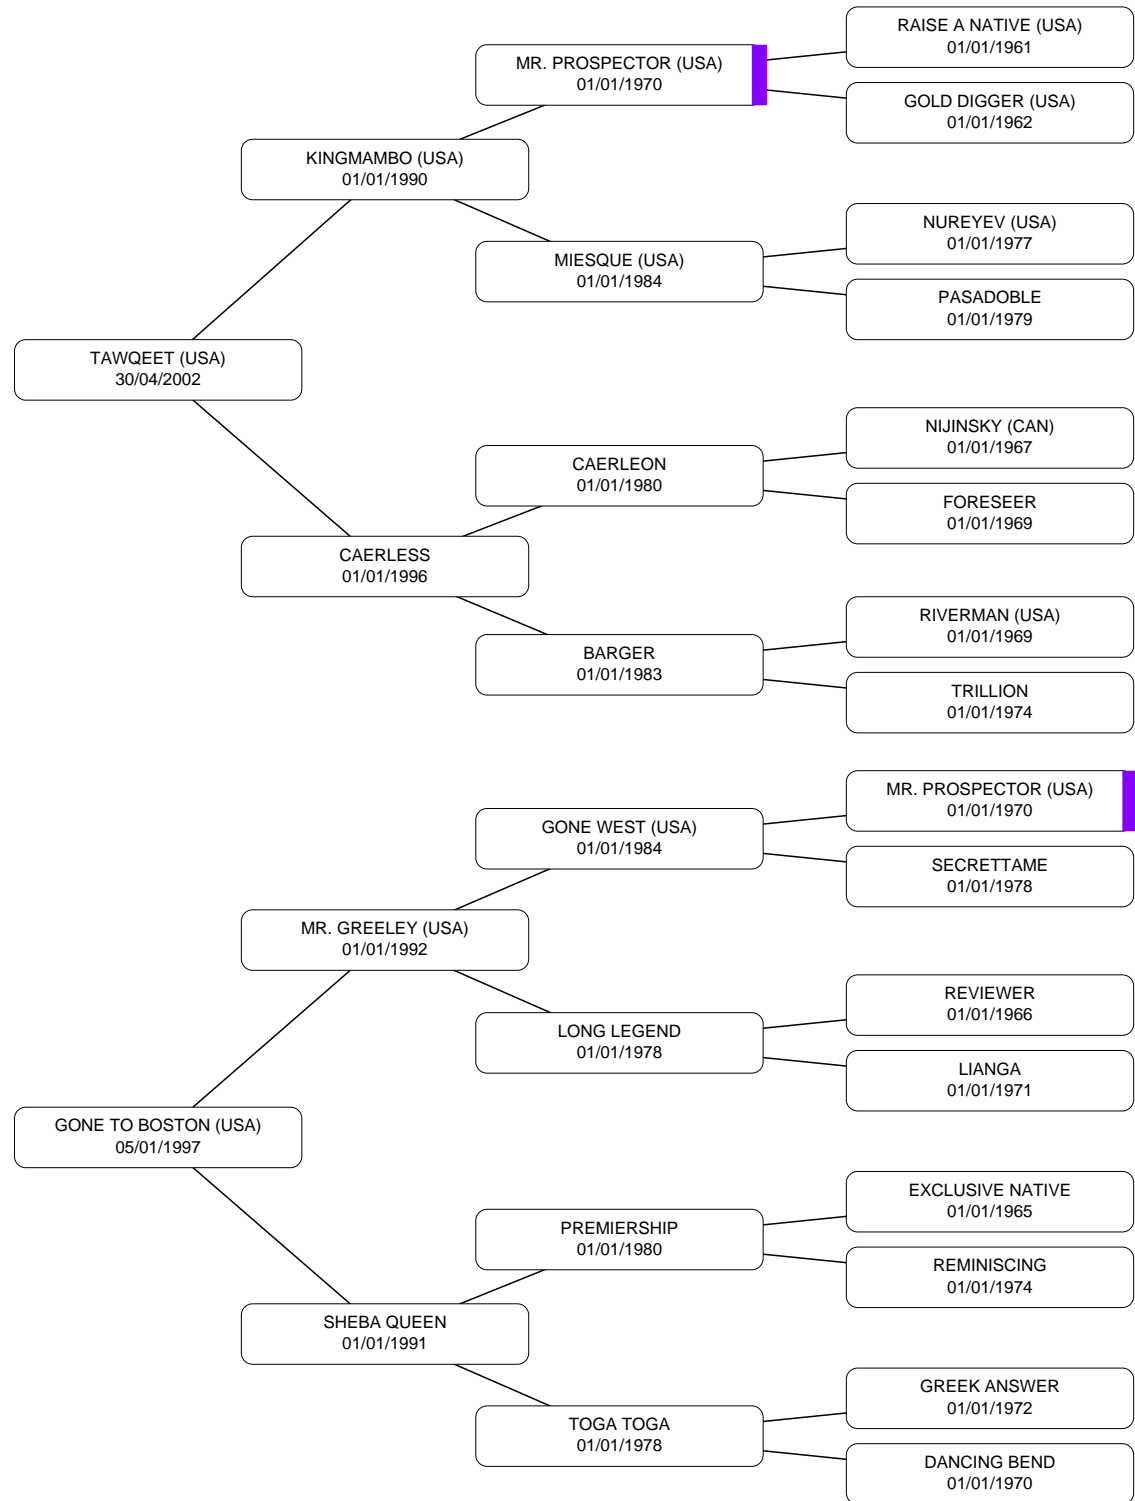 RAISE A NATIVE (USA)
01/01/1961
MR. PROSPECTOR (USA)
01/01/1970
GOLD DIGGER (USA)
01/01/1962
KINGMAMBO (USA)
01/01/1990
NUREYEV (USA)
01/01/1977
MIESQUE (USA)
01/01/1984
PASADOBLE
01/01/1979
TAWQEET (USA)
30/04/2002
NIJINSKY (CAN)
01/01/1967
CAERLEON
01/01/1980
FORESEER
01/01/1969
CAERLESS
01/01/1996
RIVERMAN (USA)
01/01/1969
BARGER
01/01/1983
TRILLION
01/01/1974
MR. PROSPECTOR (USA)
01/01/1970
GONE WEST (USA)
01/01/1984
SECRETTAME
01/01/1978
MR. GREELEY (USA)
01/01/1992
REVIEWER
01/01/1966
LONG LEGEND
01/01/1978
LIANGA
01/01/1971
GONE TO BOSTON (USA)
05/01/1997
EXCLUSIVE NATIVE
01/01/1965
PREMIERSHIP
01/01/1980
REMINISCING
01/01/1974
SHEBA QUEEN
01/01/1991
GREEK ANSWER
01/01/1972
TOGA TOGA
01/01/1978
DANCING BEND
01/01/1970